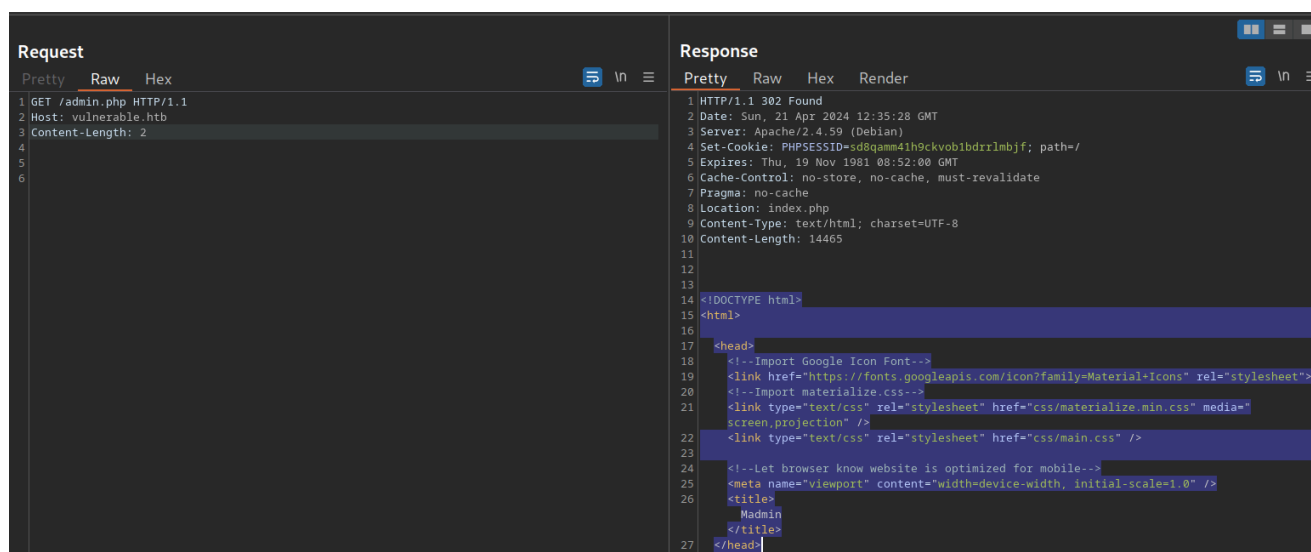 Request
Pretty Raw Hex \n
1 GET /admin.php HTTP/1.1
2 Host: vulnerable.htb
3 Content-Length: 2
4
5
6
Response
Pretty Raw Hex Render \n
1 HTTP/1.1 302 Found
2 Date: Sun, 21 Apr 2024 12:35:28 GMT
3 Server: Apache/2.4.59 (Debian)
4 Set-Cookie: PHPSESSID=sd8qamm41h9ckvob1bdrrlmbjf; path=/
5 Expires: Thu, 19 Nov 1981 08:52:00 GMT
6 Cache-Control: no-store, no-cache, must-revalidate
7 Pragma: no-cache
8 Location: index.php
9 Content-Type: text/html; charset=UTF-8
10 Content-Length: 14465
11
12
13
14 <!DOCTYPE html>
15 <html>
16
17 <head>
18 <!--Import Google Icon Font-->
19 <link href="https://fonts.googleapis.com/icon?family=Material+Icons" rel="stylesheet">
20 <!--Import materialize.css-->
21 <link type="text/css" rel="stylesheet" href="css/materialize.min.css" media="
screen,projection" />
22 <link type="text/css" rel="stylesheet" href="css/main.css" />
23
24 <!--Let browser know website is optimized for mobile-->
25 <meta name="viewport" content="width=device-width, initial-scale=1.0" />
26 <title>
Madmin
</title>
27 </head>